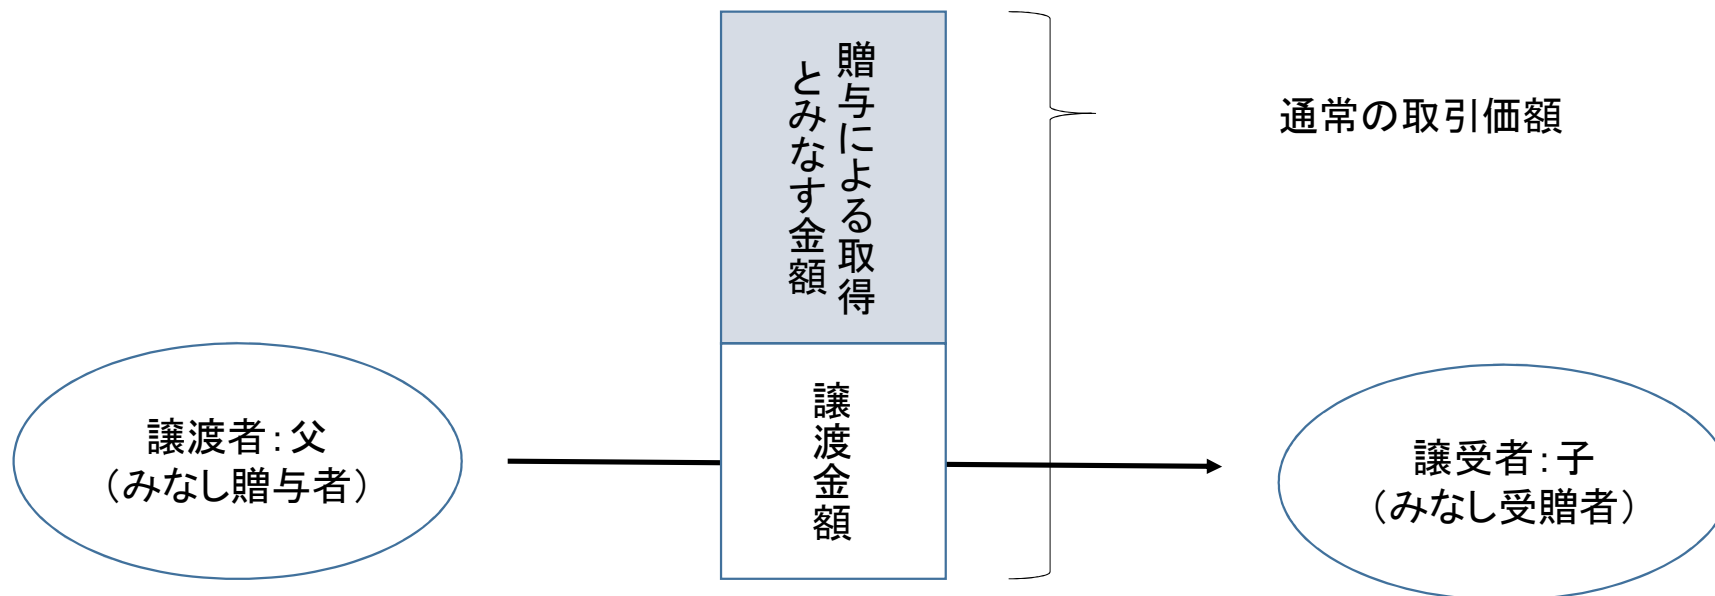 贈与による取得
とみなす金額
通常の取引価額
譲渡金額
譲渡者：父
（みなし贈与者）
譲受者：子
（みなし受贈者）